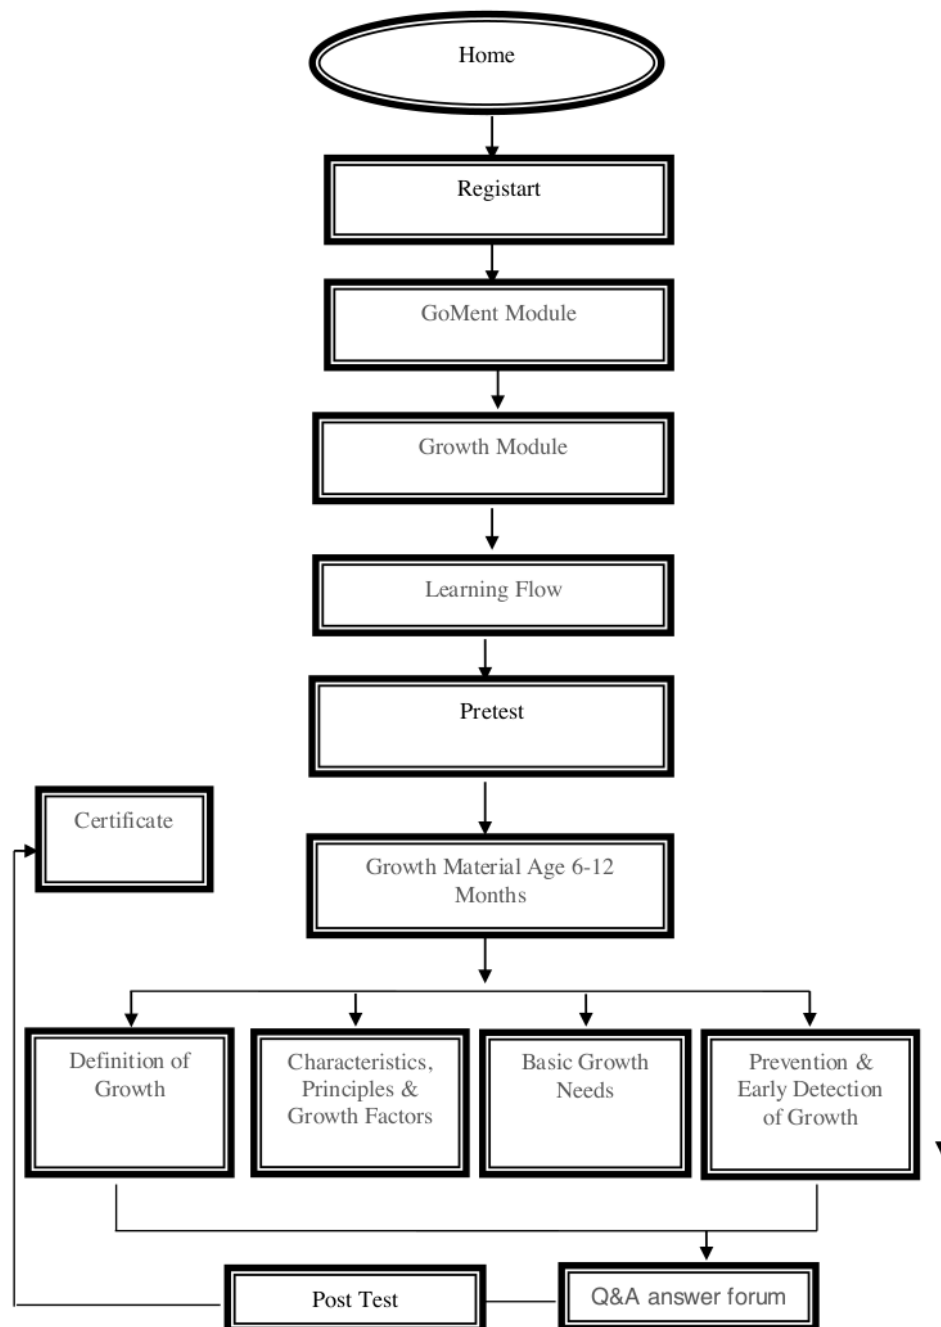 Home
Registart
GoMent Module
Growth Module
Learning Flow
Pretest
Certificate
Growth Material Age 6-12
Months
Definition of
Growth
Characteristics,
Principles &
Growth Factors
Basic Growth
Needs
Prevention &
Early Detection
of Growth
Post Test
Q&A answer forum